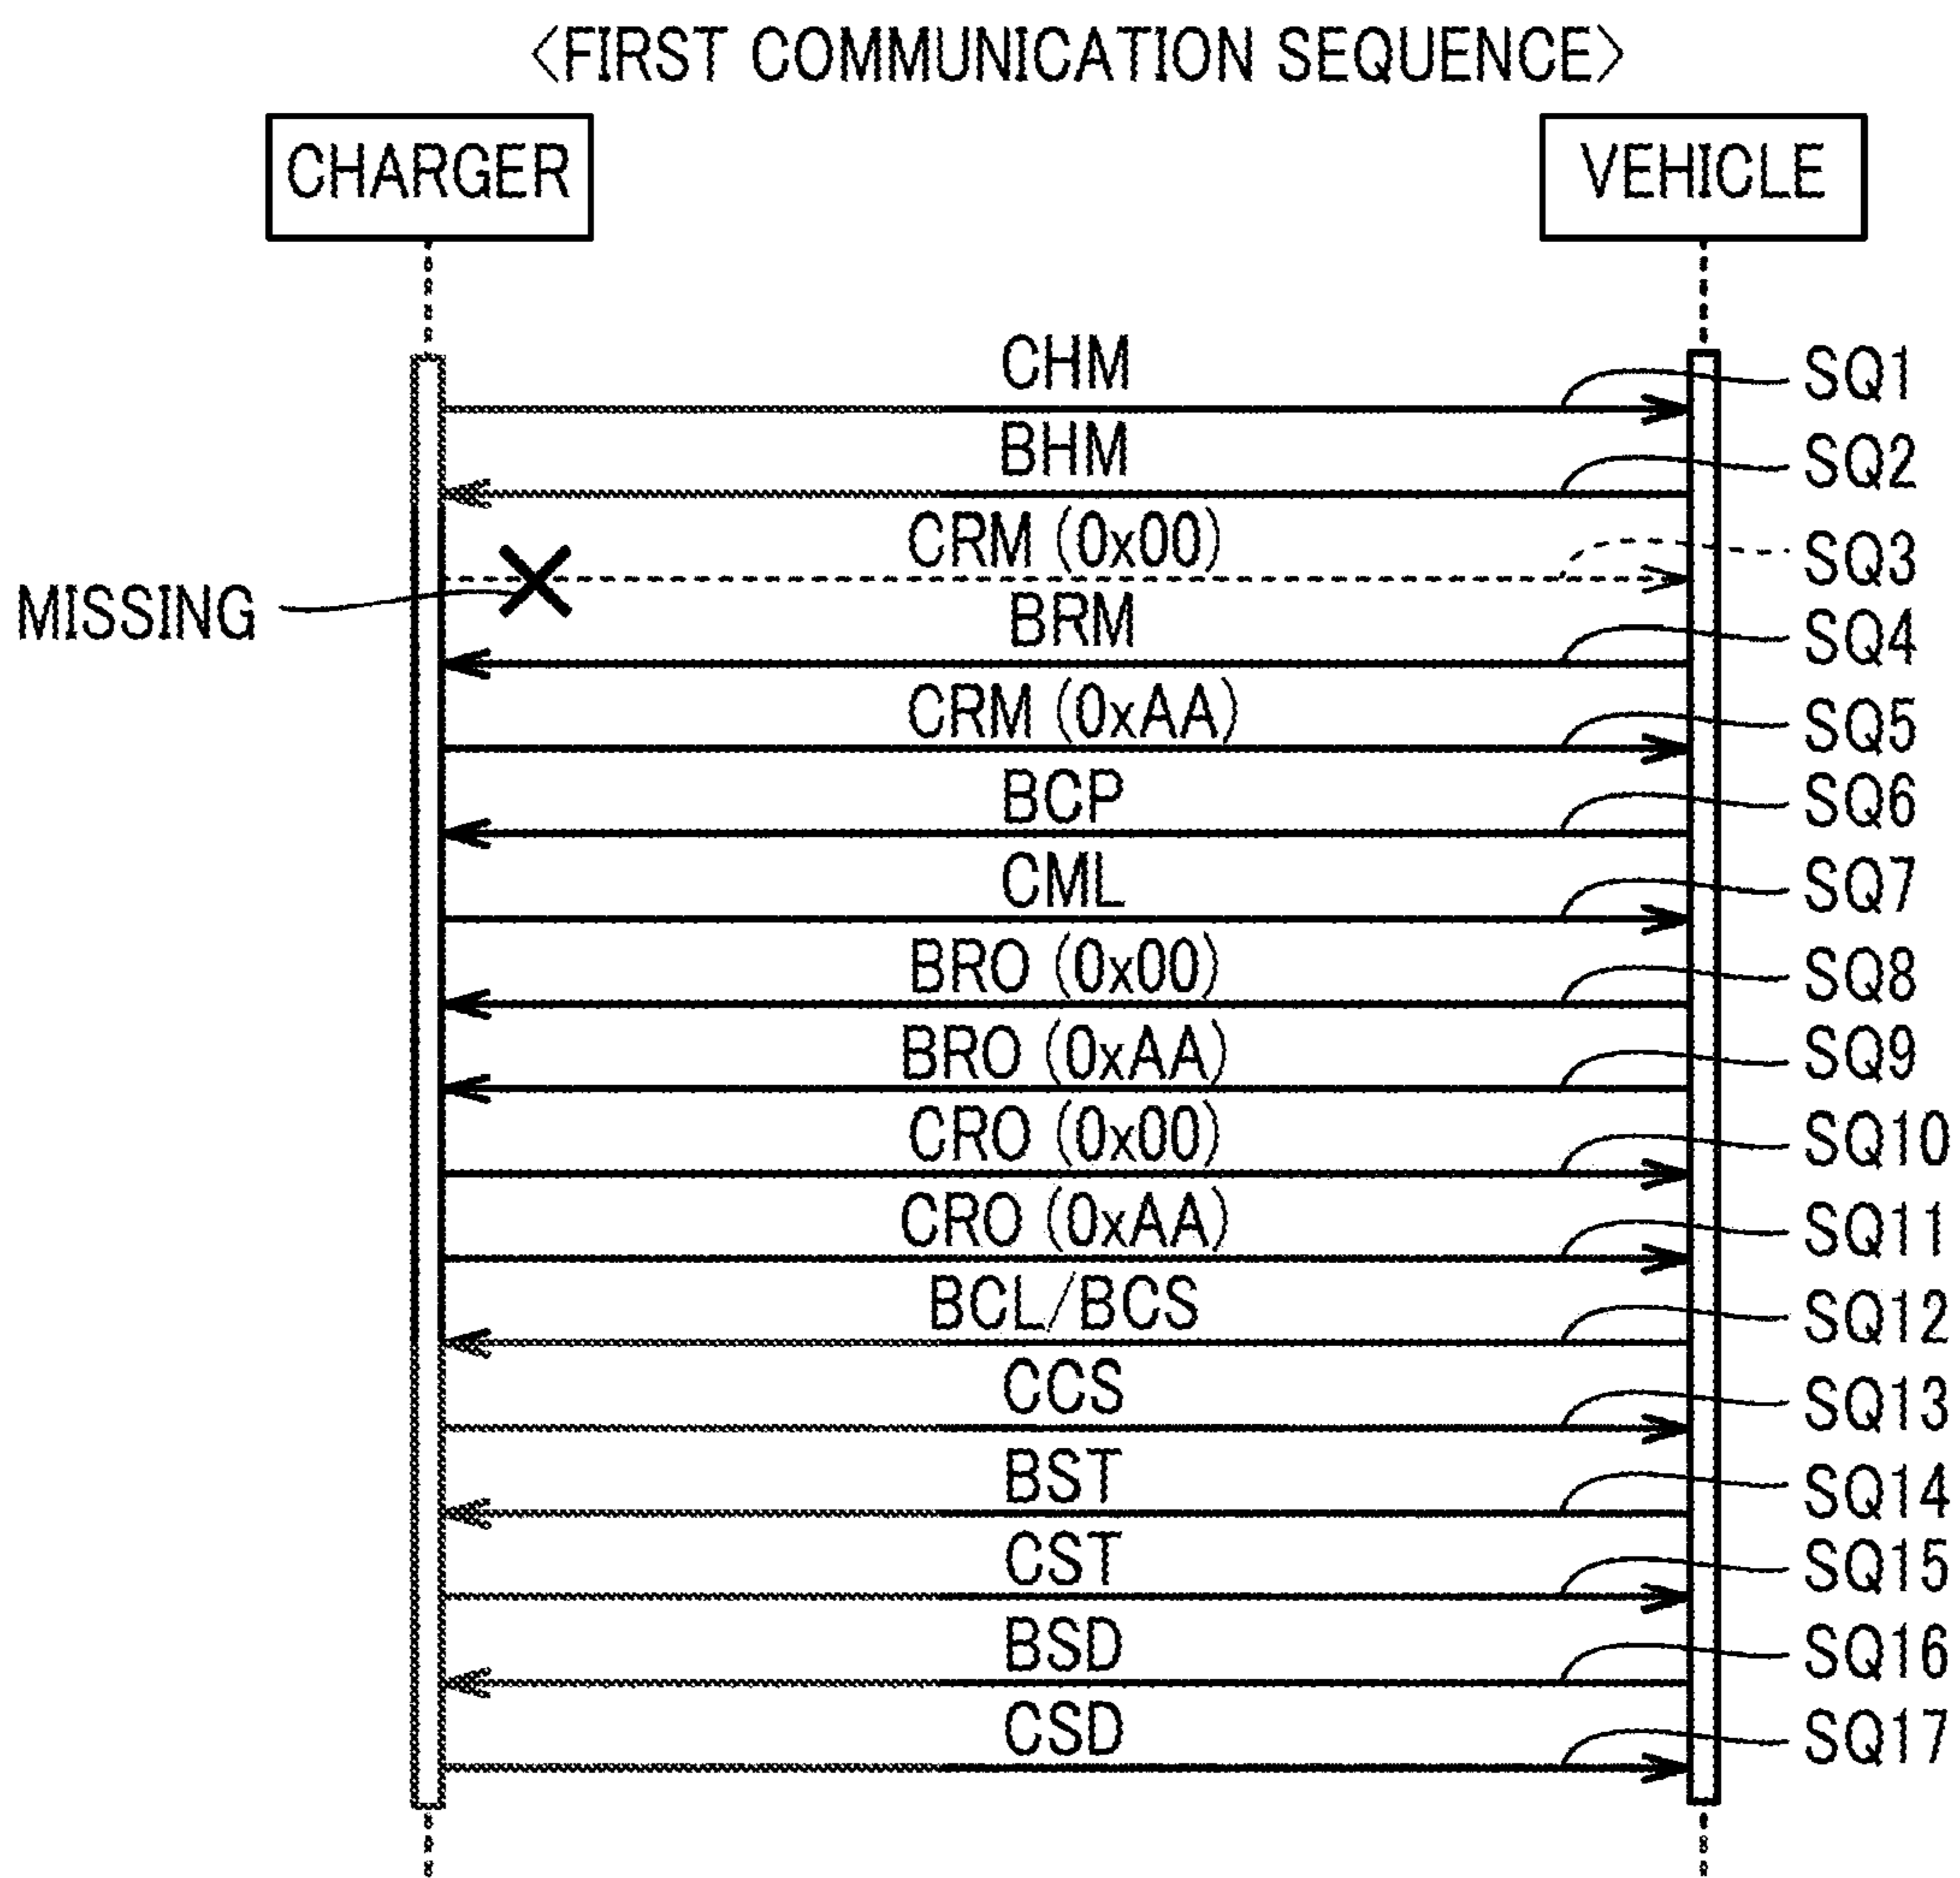 <FIRST COMMUNICATION SEQUENCE>
CHARGER
VEHICLE
CHM
SQ1
BHM
SQ2
CRM (0x00)
SQ3
MISSING
BRM
SQ4
CRM (0xAA)
SQ5
BCP
SQ6
CML
SQ7
BRO (0x00)
SQ8
BRO (0xAA)
SQ9
CRO (0x00)
SQ10
CRO (0xAA)
SQ11
BCL/BCS
SQ12
CCS
SQ13
BST
SQ14
CST
SQ15
BSD
SQ16
CSD
SQ17